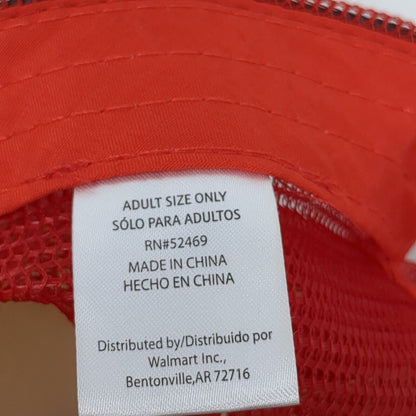 ADULT SIZE ONLY
SÓLO PARA ADULTOS
RN#52469
MADE IN CHINA
HECHO EN CHINA
Distributed by/Distribuido por
Walmart Inc.,
Bentonville,AR 72716